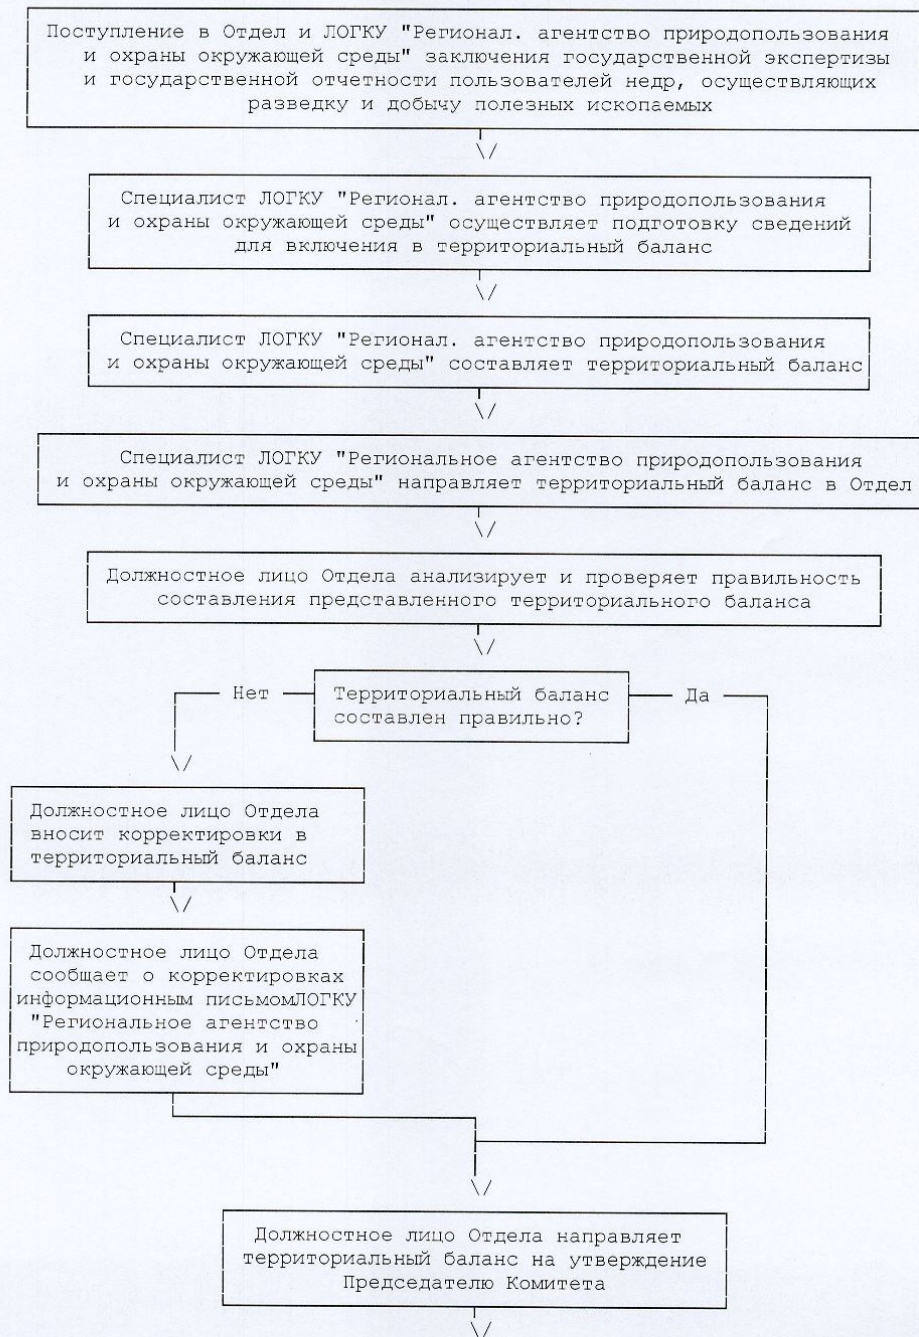 Поступление в Отдел и ЛОГКУ "Регионал. агентство природопользования
и охраны окружающей среды" заключения государственной экспертизы
и государственной отчетности пользователей недр, осуществляющих
разведку и добычу полезных ископаемых
Специалист ЛОГКУ "Регионал. агентство природопользования
и охраны окружающей среды" осуществляет подготовку сведений
для включения в территориальный баланс
Специалист ЛОГКУ "Регионал. агентство природопользования
и охраны окружающей среды" составляет территориальный баланс
Специалист ЛОГКУ "Региональное агентство природопользования
и охраны окружающей среды" направляет территориальный баланс в Отдел
Должностное лицо Отдела анализирует и проверяет правильность
составления представленного территориального баланса
Нет
Территориальный баланс
составлен правильно?
Да
Должностное лицо Отдела
вносит корректировки в
территориальный баланс
Должностное лицо Отдела
сообщает о корректировках
информационным письмомЛОГКУ
"Региональное агентство
природопользования и охраны
окружающей среды"
Должностное лицо Отдела направляет
территориальный баланс на утверждение
Председателю Комитета